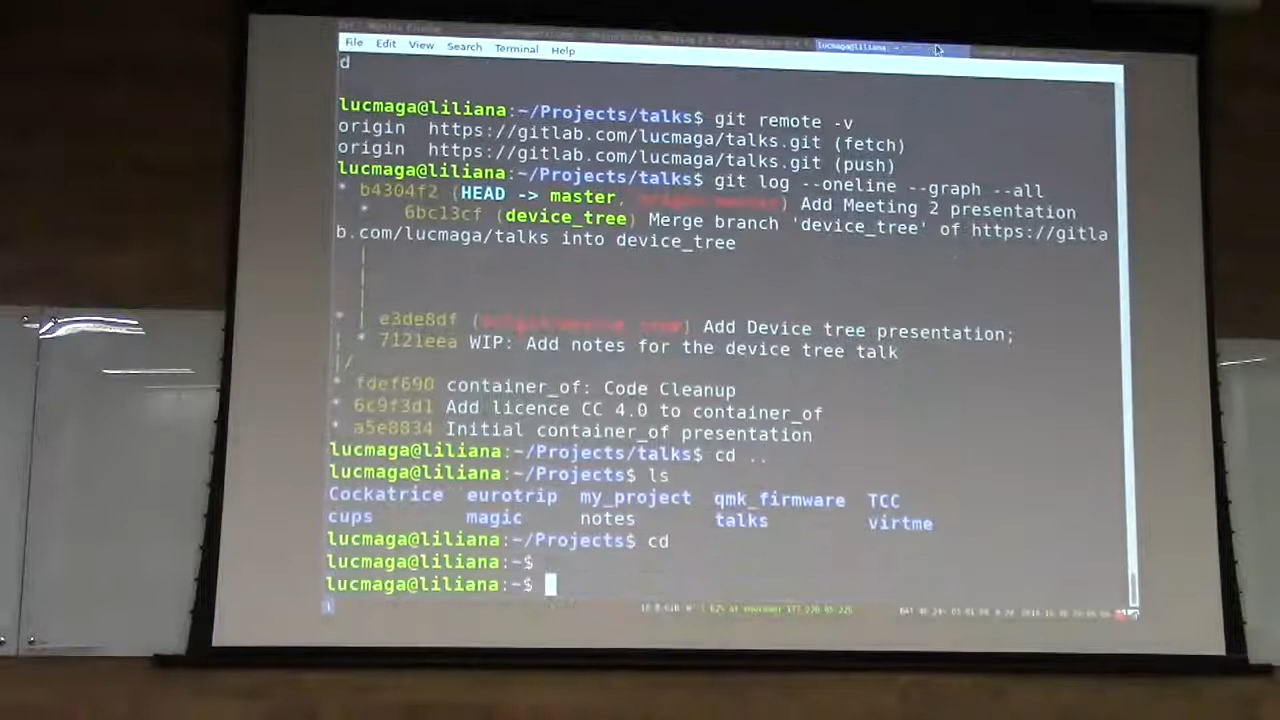 File Edit View Search Terminal Help
lucmaga@liliana: ~
d
lucmaga@liliana:~/Projects/talks$ git remote -v
origin https://gitlab.com/lucmaga/talks.git (fetch)
origin https://gitlab.com/lucmaga/talks.git (push)
lucmaga@liliana:~/Projects/talks$ git log --oneline --graph --all
* b4304f2 (HEAD -> master, ) Add Meeting 2 presentation
* 6bc13cf (device_tree) Merge branch 'device_tree' of https://gitla
b.com/lucmaga/talks into device_tree
* | e3de8df ( ) Add Device tree presentation;
| * 7121eea WIP: Add notes for the device tree talk
|/
* fdef690 container_of: Code Cleanup
* 6c9f3d1 Add licence CC 4.0 to container_of
* a5e8834 Initial container_of presentation
lucmaga@liliana:~/Projects/talks$ cd ..
lucmaga@liliana:~/Projects$ ls
Cockatrice eurotrip my_project qmk_firmware TCC
cups magic notes talks virtme
lucmaga@liliana:~/Projects$ cd
lucmaga@liliana:~$
lucmaga@liliana:~$